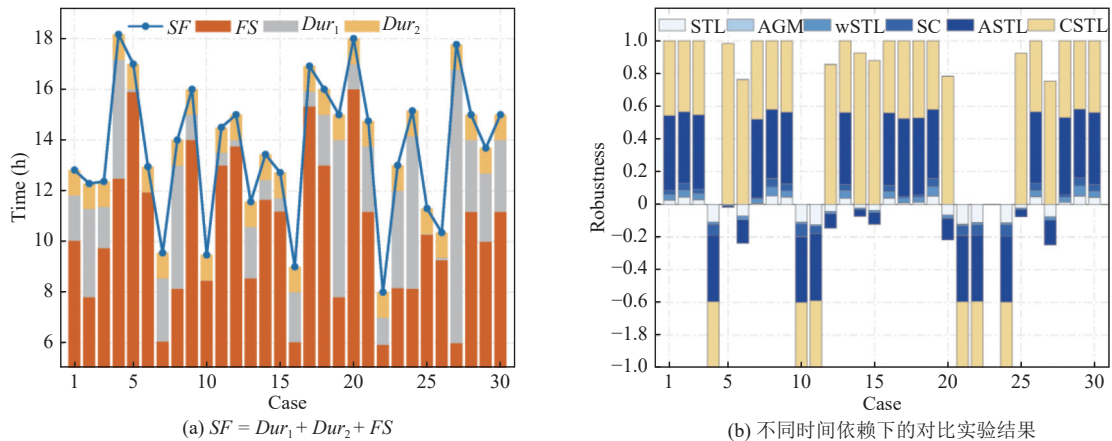 SF FS Dur₁ Dur₂
18
16
14
12
10
8
6
Time (h)
1 5 10 15 20 25 30
Case
(a) SF = Dur₁ + Dur₂ + FS
STL AGM wSTL SC ASTL CSTL
1.0
0.8
0.6
0.4
0.2
0
−0.2
−0.4
−0.6
−1.8
−1.0
Robustness
1 5 10 15 20 25 30
Case
(b) 不同时间依赖下的对比实验结果